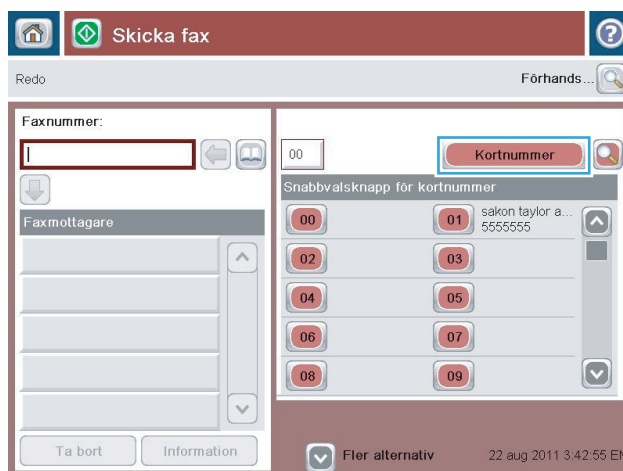 Skicka fax
Redo
Förhands...
Faxnummer:
00
Kortnummer
Snabbvalsknapp för kortnummer
Faxmottagare
00
01 sakon taylor a...
5555555
02
03
04
05
06
07
08
09
Ta bort
Information
Fler alternativ
22 aug 2011 3:42:55 EM